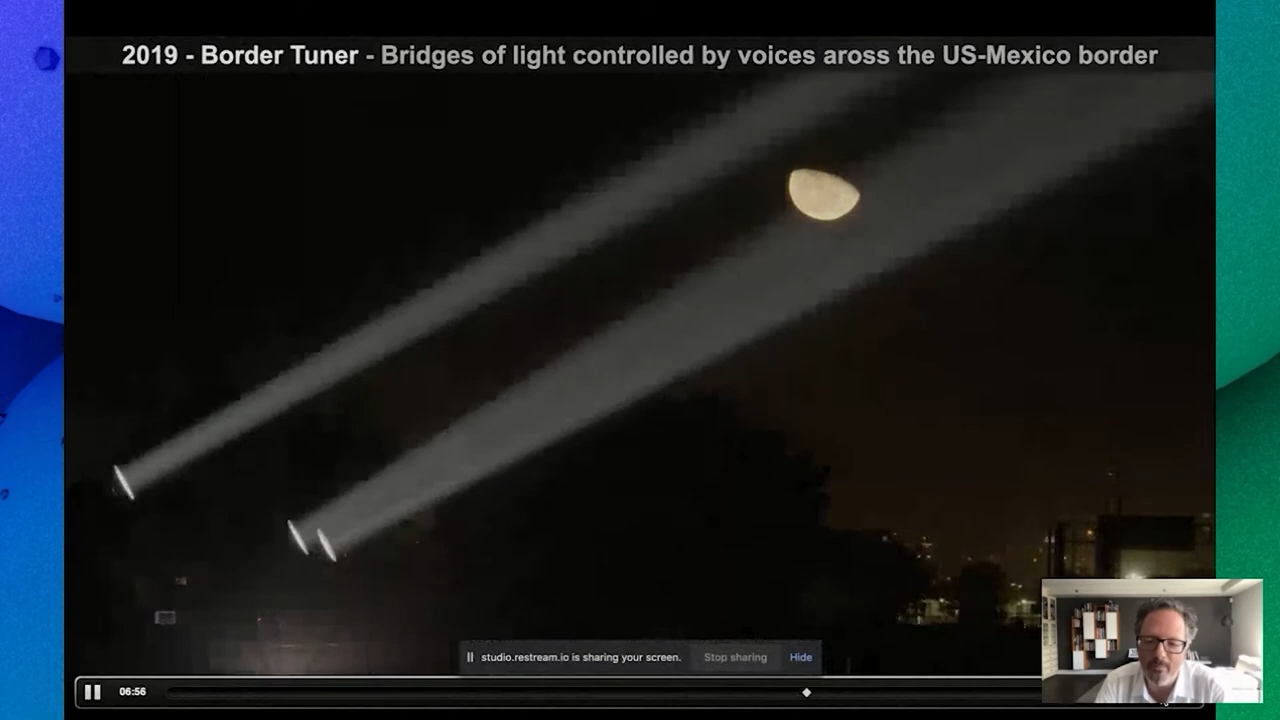 2019 - Border Tuner - Bridges of light controlled by voices aross the US-Mexico border
studio.restream.io is sharing your screen. Stop sharing Hide
06:56